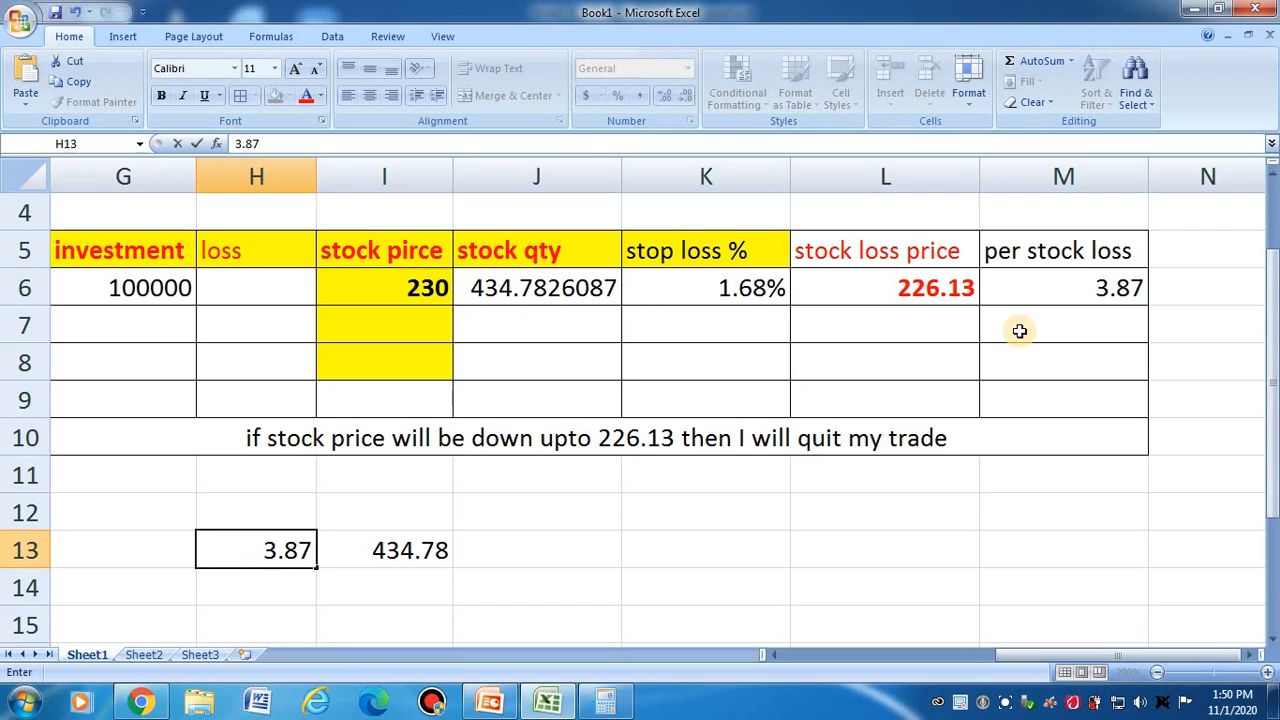 Book1 - Microsoft Excel
Home Insert Page Layout Formulas Data Review View
Paste
Cut
Copy
Format Painter
Clipboard
Calibri 11
B I U
Font
Wrap Text
Merge & Center
Alignment
General
$ % ,
Number
Conditional Formatting
Format as Table
Cell Styles
Styles
Insert Delete Format
Cells
Σ AutoSum
Fill
Clear
Sort & Filter
Find & Select
Editing
H13 fx 3.87
G H I J K L M N
4
5 investment loss stock pirce stock qty stop loss % stock loss price per stock loss
6 100000 230 434.7826087 1.68% 226.13 3.87
7
8
9
10 if stock price will be down upto 226.13 then I will quit my trade
11
12
13 3.87 434.78
14
15
Sheet1 Sheet2 Sheet3
Enter 200%
1:50 PM
11/1/2020